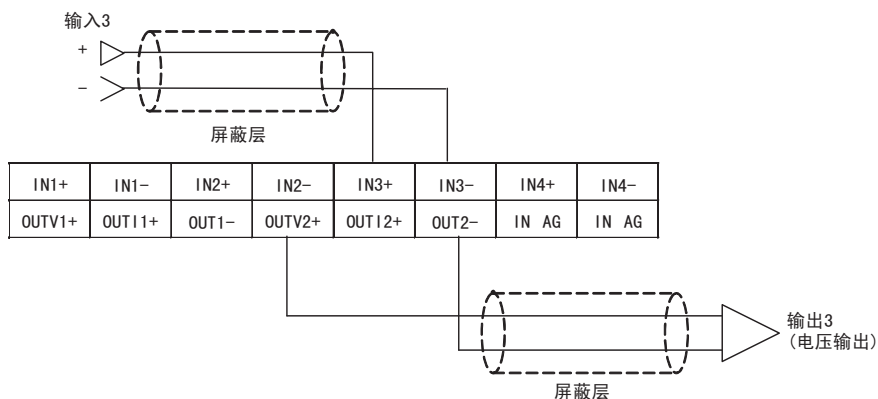 输入3
+
−
屏蔽层
IN1+ IN1− IN2+ IN2− IN3+ IN3− IN4+ IN4−
OUTV1+ OUTI1+ OUT1− OUTV2+ OUTI2+ OUT2− IN AG IN AG
输出3
(电压输出)
屏蔽层